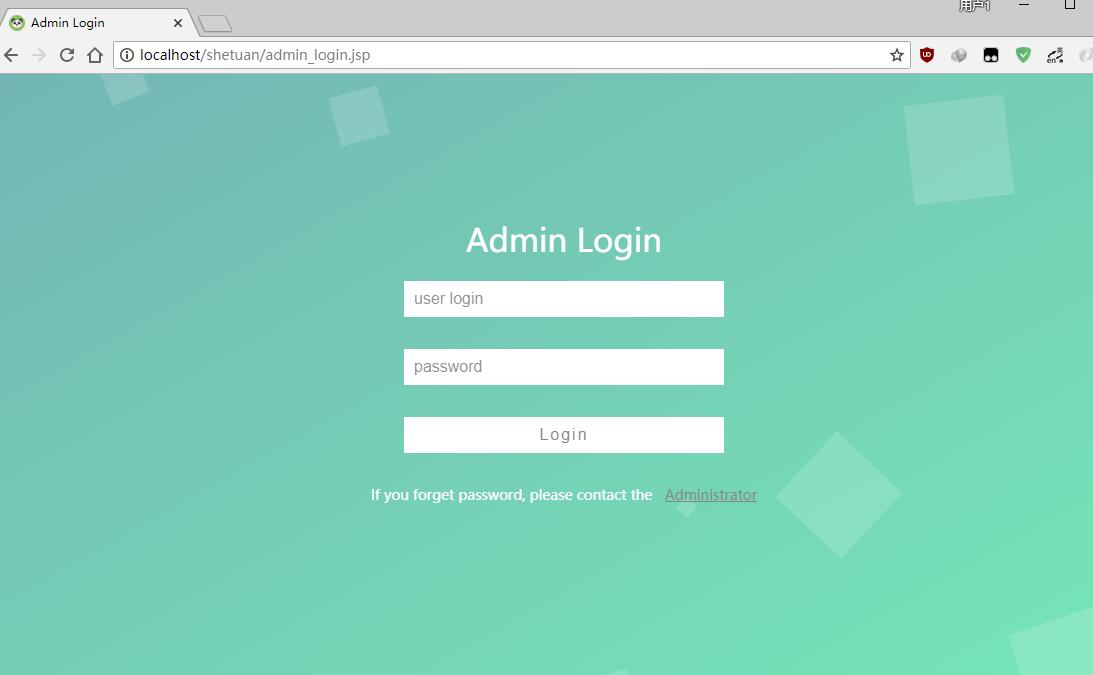 用户1
Admin Login
localhost/shetuan/admin_login.jsp
en
Admin Login
user login
password
Login
If you forget password, please contact the Administrator